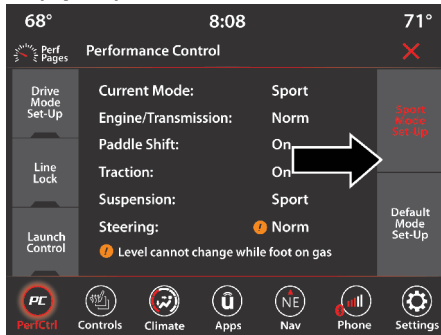 68°
8:08
71°
Perf
Pages
Performance Control
Drive
Mode
Set-Up
Current Mode: Sport
Sport
Mode
Set-Up
Engine/Transmission: Norm
Paddle Shift: On
Line
Lock
Traction: On
Suspension: Sport
Default
Mode
Set-Up
Launch
Control
Steering: ! Norm
! Level cannot change while foot on gas
PC
PerfCtrl
Controls
Climate
û
Apps
NE
Nav
Phone
Settings